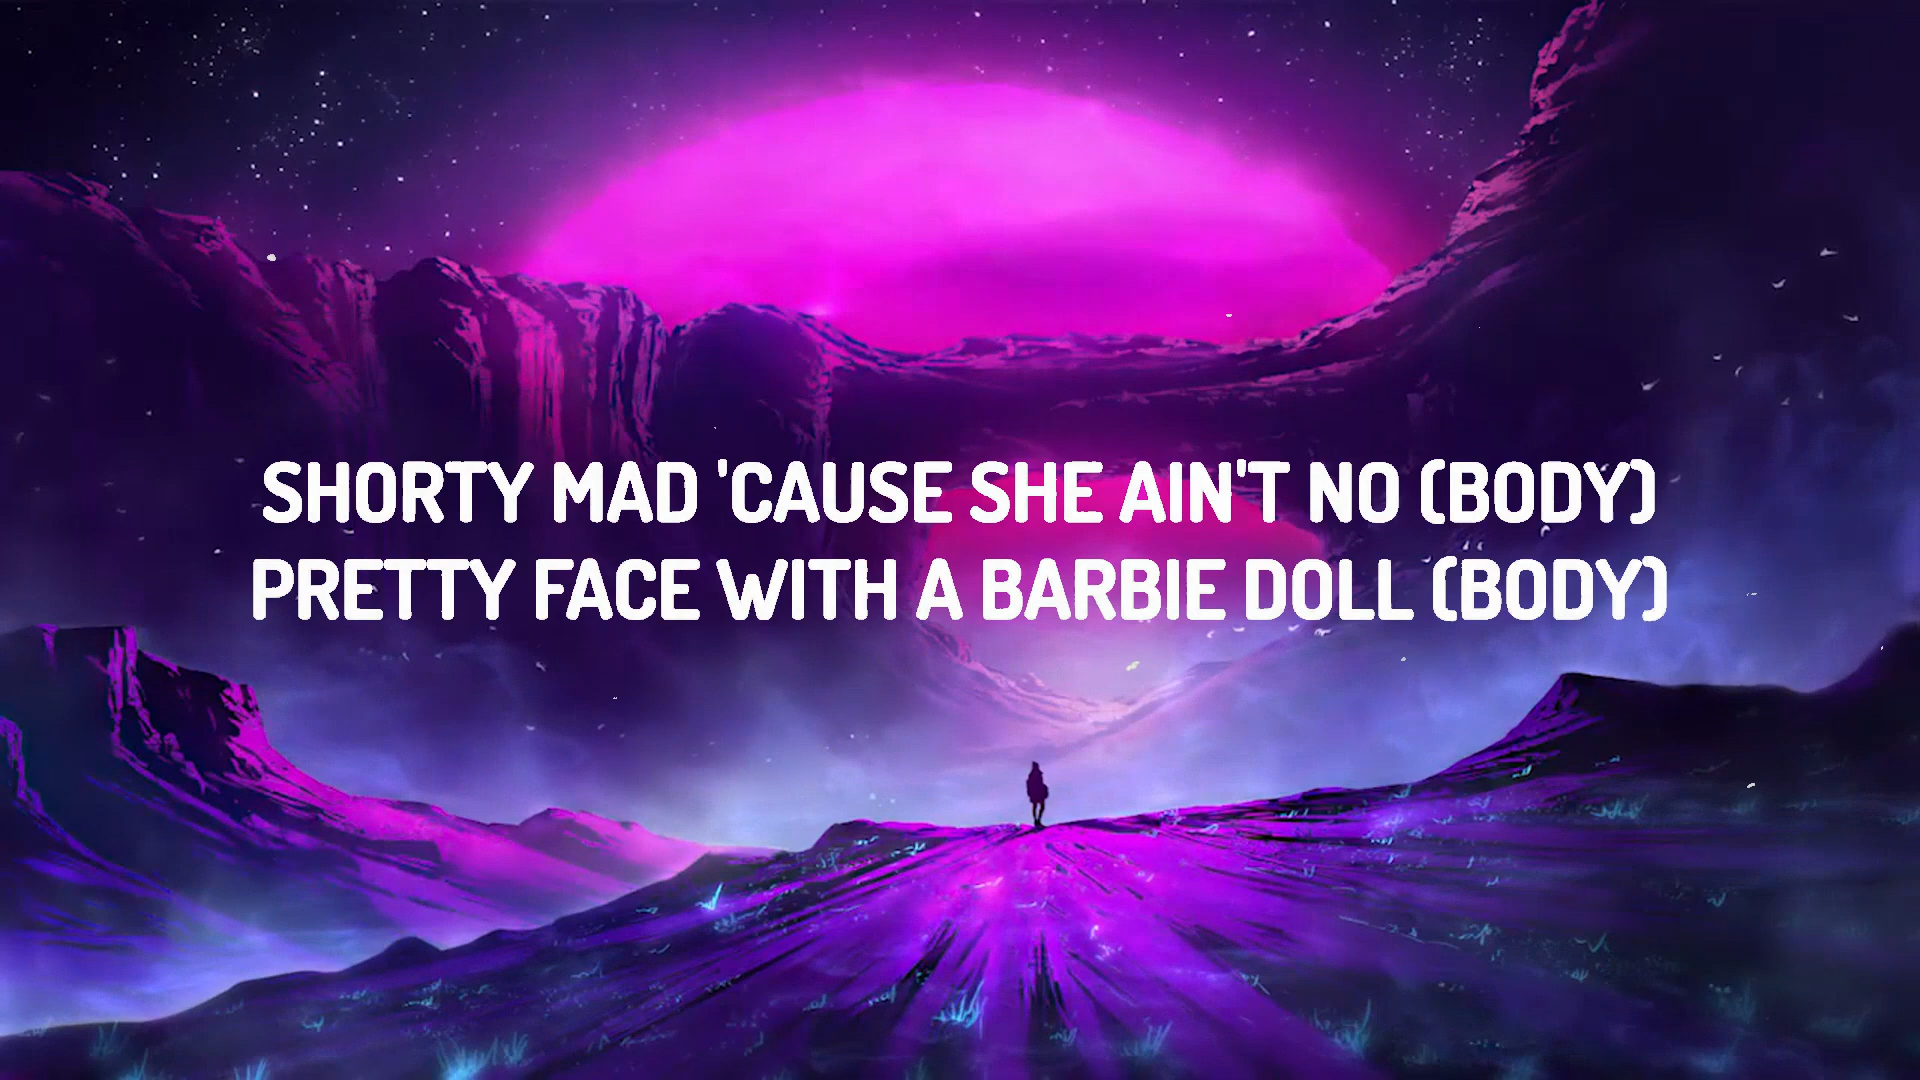 SHORTY MAD 'CAUSE SHE AIN'T NO (BODY)
PRETTY FACE WITH A BARBIE DOLL (BODY)